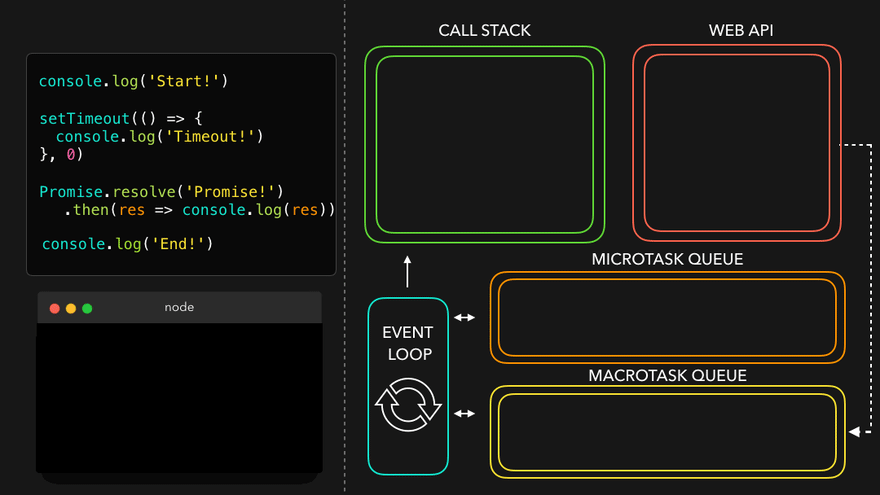 console.log('Start!')
setTimeout(() => {
console.log('Timeout!')
}, 0)
Promise.resolve('Promise!')
.then(res => console.log(res))
console.log('End!')
node
CALL STACK
WEB API
MICROTASK QUEUE
EVENT
LOOP
MACROTASK QUEUE